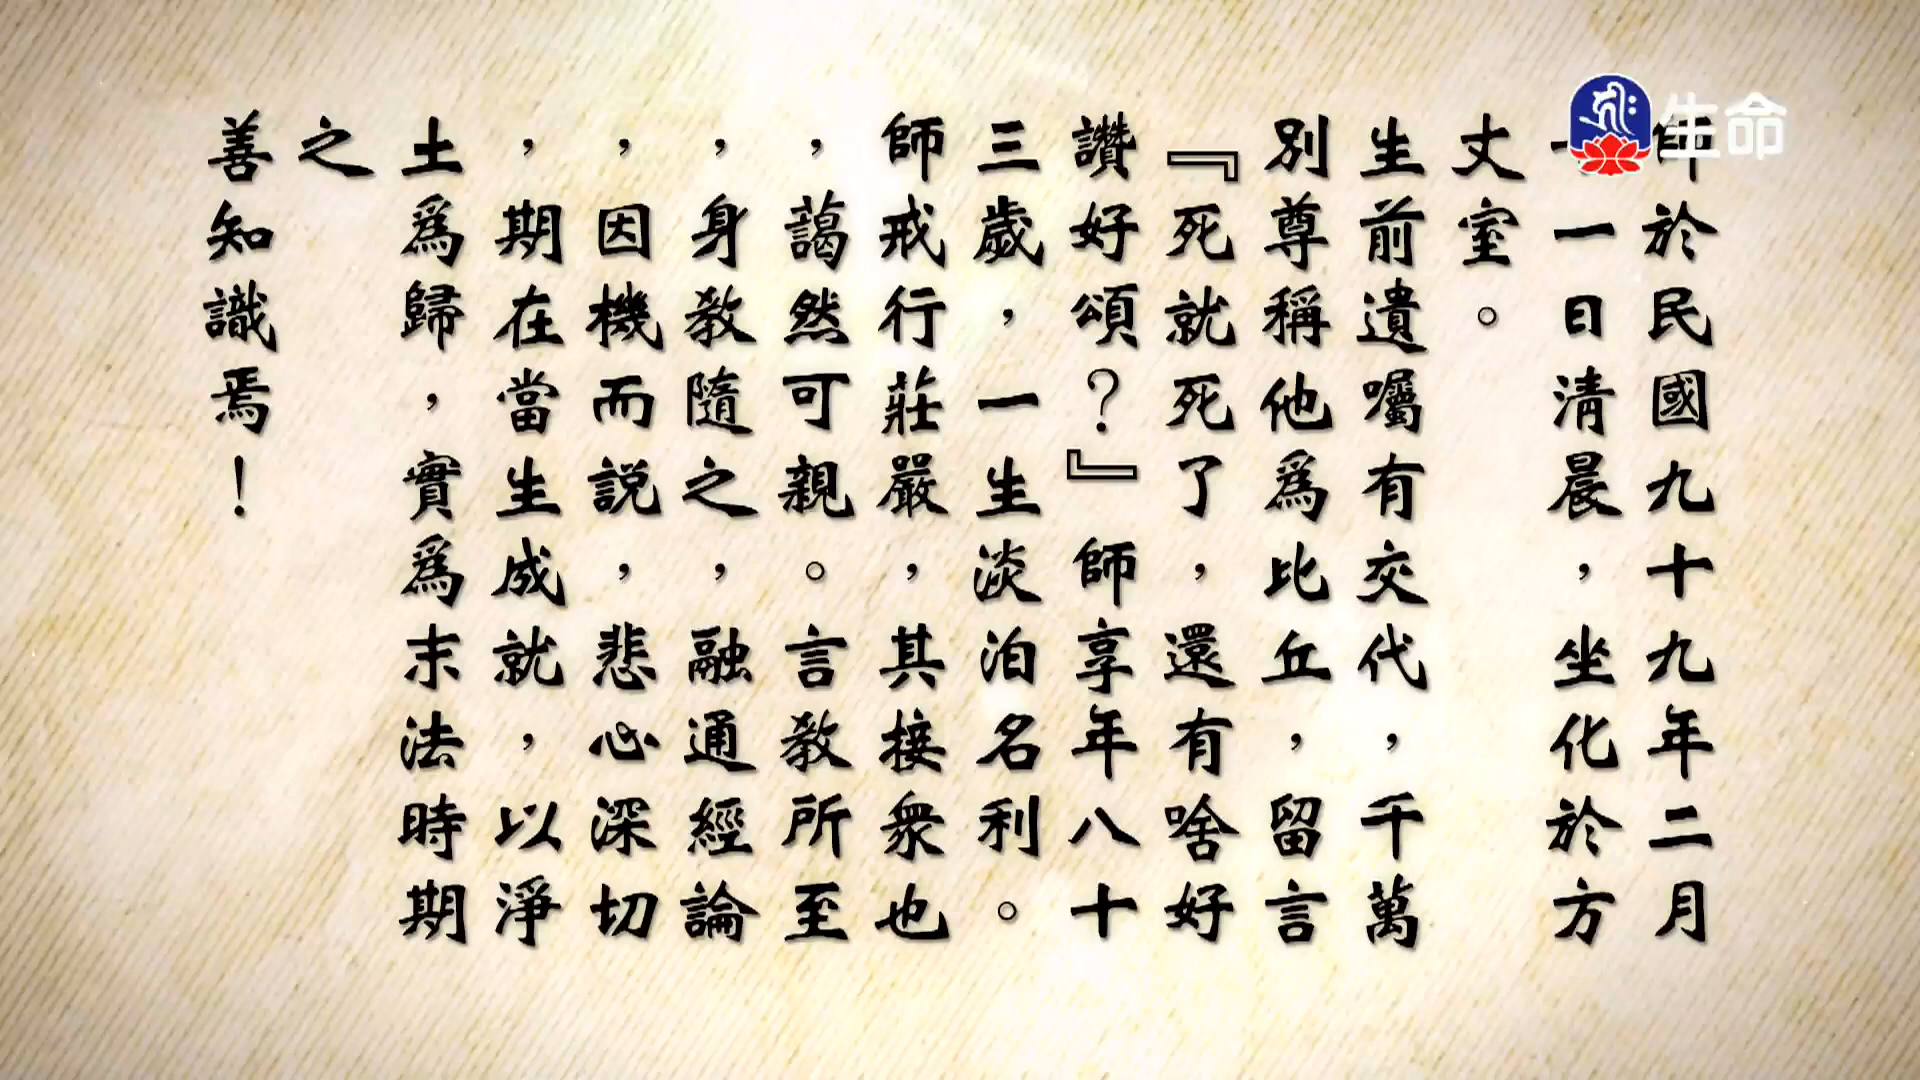 生命
師於民國九十九年二月
一日清晨，坐化於方
丈室。
生前遺囑有交代，千萬
別尊稱他為比丘，留言
『死就死了，還有啥好
讚好頌？』師享年八十
三歲，一生淡泊名利。
師戒行莊嚴，其接眾也
，藹然可親。言教所至
，身教隨之，融通經論
，因機而說，悲心深切
，期在當生成就，以淨
土為歸，實為末法時期
之
善知識焉！